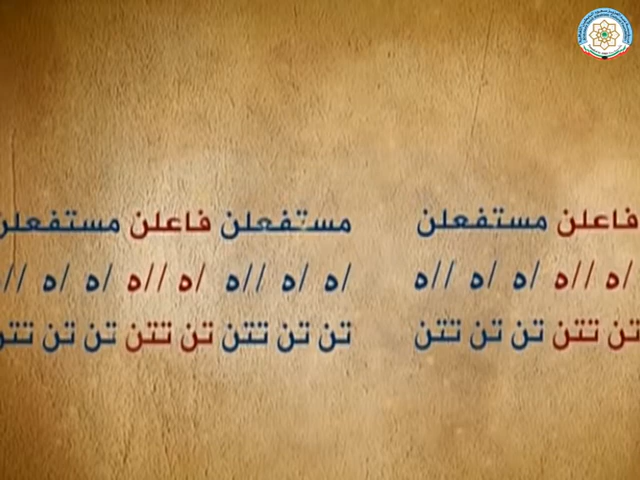 فاعلن مستفعلن مستفعلن فاعلن مستفعلن
/ه //ه /ه /ه //ه /ه /ه //ه /ه //ه /ه /ه //
تن تتن تن تن تتن تن تن تتن تن تتن تن تن تتن